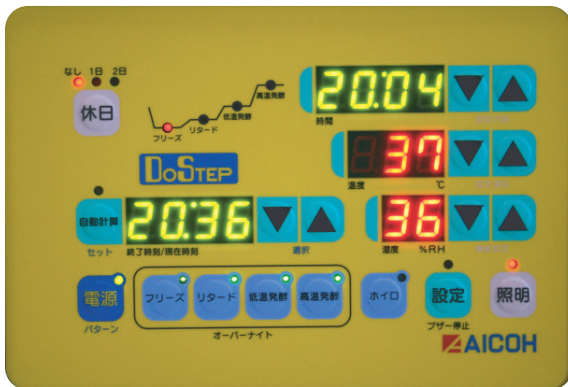 なし 1日 2日
休日
フリーズ
リタード
低温発酵
高温発酵
20:04
時間
37
温度 ℃
DOSTEP
自動計算
セット
20:36
終了時刻/現在時刻
選択
36
湿度 %RH
電源
パターン
フリーズ
リタード
低温発酵
高温発酵
オーバーナイト
ホイロ
設定
ブザー停止
照明
AICOH